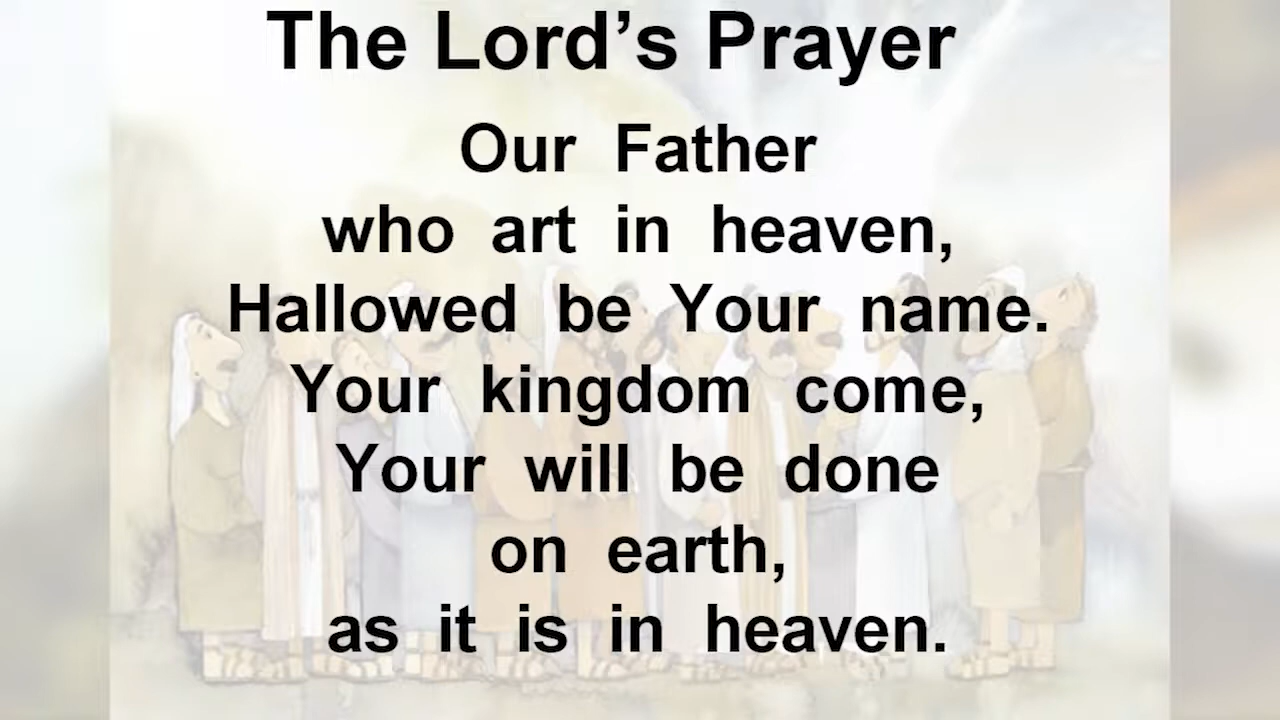 The Lord’s Prayer
Our Father
who art in heaven,
Hallowed be Your name.
Your kingdom come,
Your will be done
on earth,
as it is in heaven.